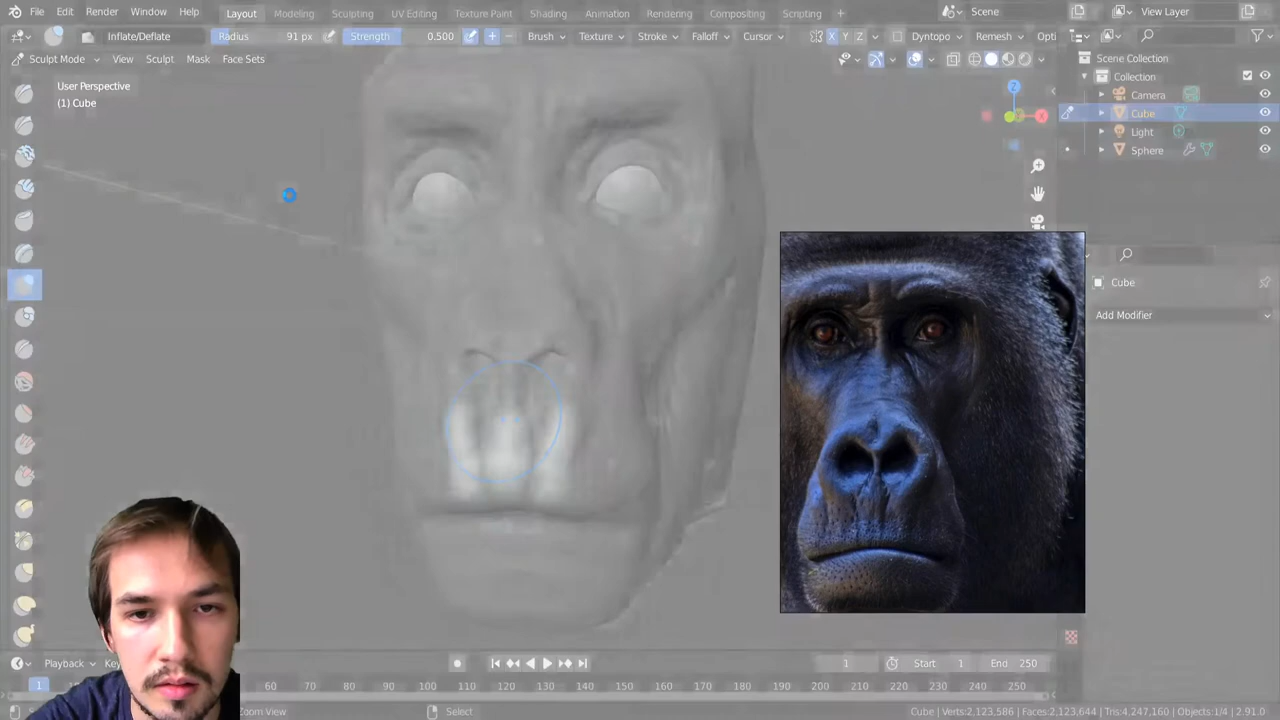 File Edit Render Window Help Layout Modeling Sculpting UV Editing Texture Paint Shading Animation Rendering Compositing Scripting Scene View Layer
Inflate/Deflate Radius 91 px Strength 0.500 Brush Texture Stroke Falloff Cursor X Y Z Dyntopo Remesh Opti
Sculpt Mode View Sculpt Mask Face Sets Scene Collection
User Perspective Collection
(1) Cube Camera
Cube
Light
Sphere
Z
X
Cube
Add Modifier
Playback 1 Start 1 End 250
1 60 70 80 90 100 110 120 130 140 150 160 170 180 190 200 210 220 230 240 250
Zoom View Select Cube | Verts:2,123,586 | Faces:2,123,644 | Tris:4,247,160 | Objects:1/4 | 2.91.0